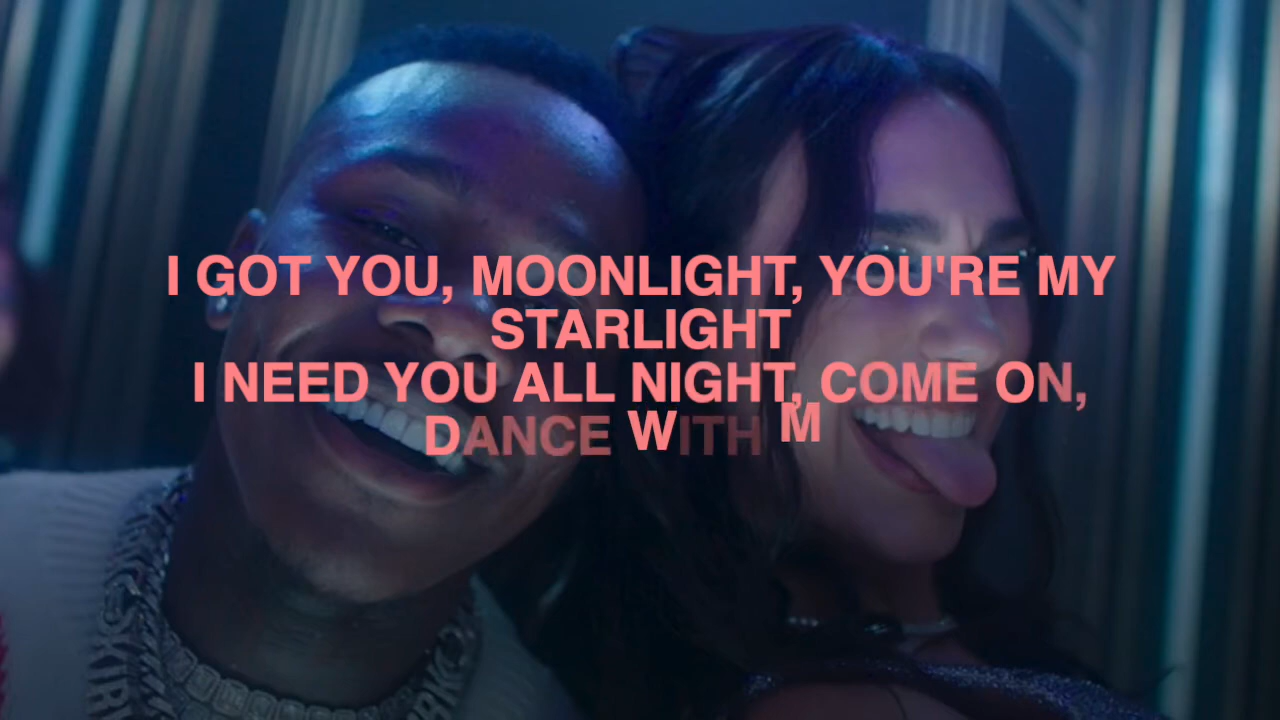 I GOT YOU, MOONLIGHT, YOU'RE MY
STARLIGHT
I NEED YOU ALL NIGHT, COME ON,
DANCE WITH M